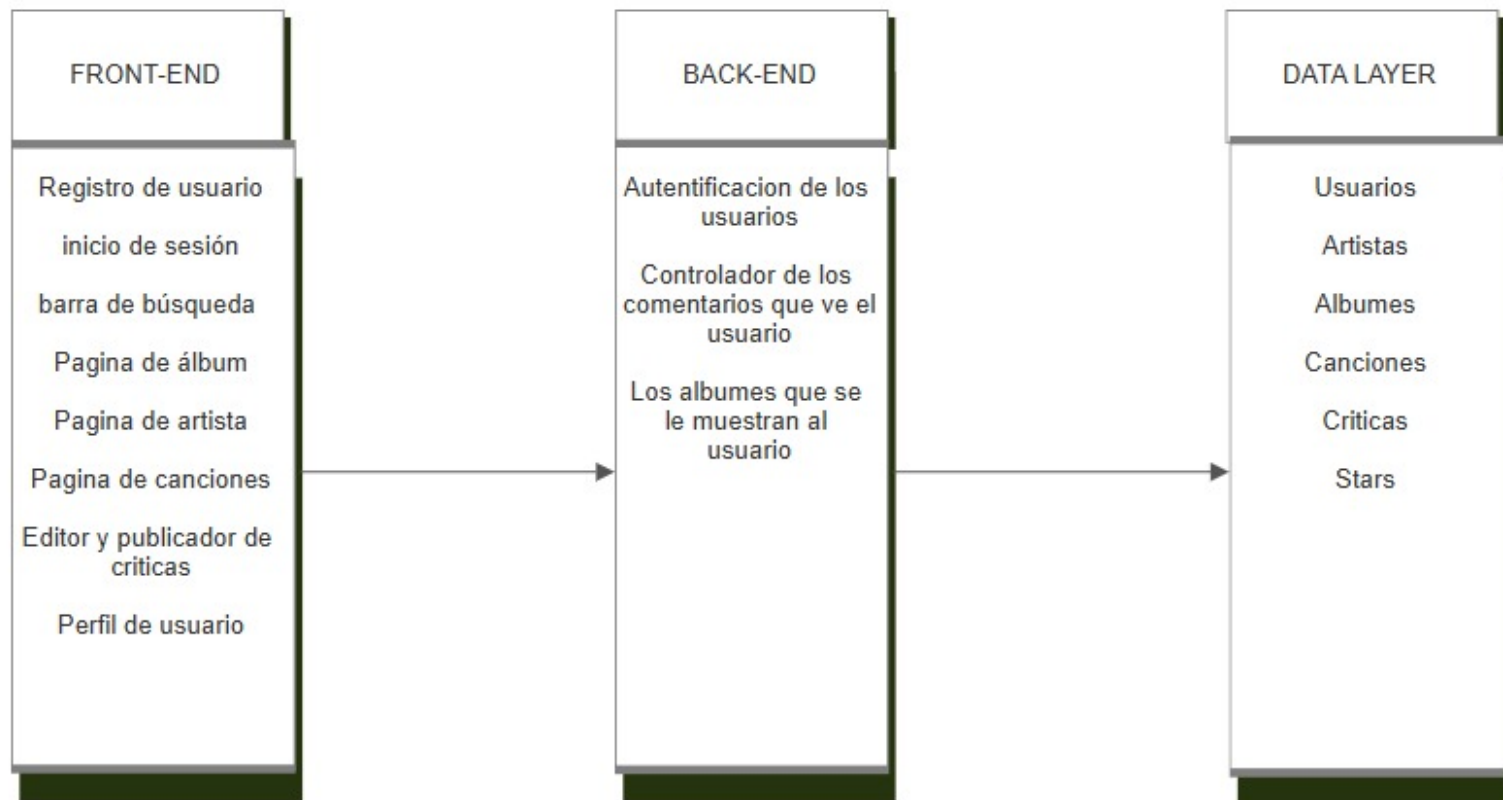 FRONT-END
Registro de usuario
inicio de sesión
barra de búsqueda
Pagina de álbum
Pagina de artista
Pagina de canciones
Editor y publicador de
criticas
Perfil de usuario
BACK-END
Autentificacion de los
usuarios
Controlador de los
comentarios que ve el
usuario
Los albumes que se
le muestran al
usuario
DATA LAYER
Usuarios
Artistas
Albumes
Canciones
Criticas
Stars